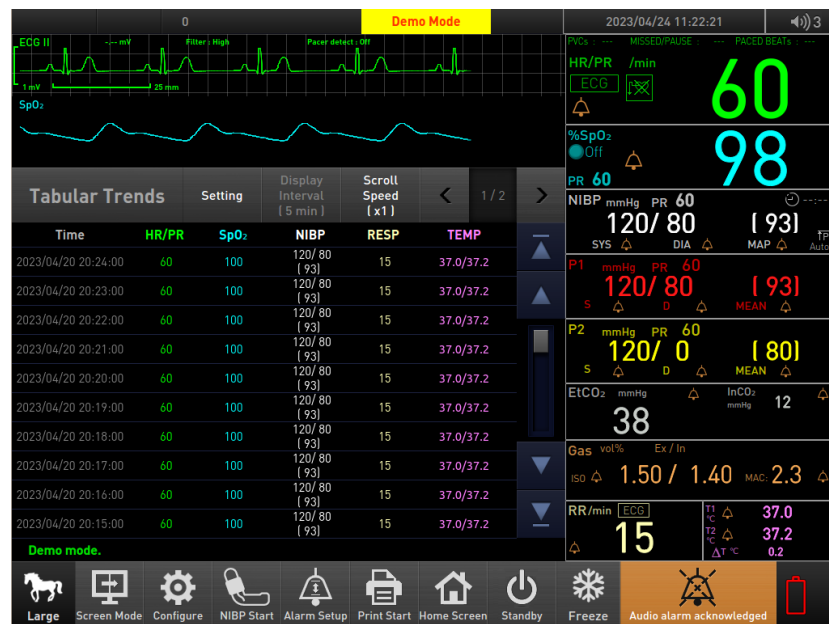 0
Demo Mode
2023/04/24 11:22:21
3
ECG II -.-- mV Filter : High Pacer detect : Off
1 mV 25 mm
SpO₂
PVCs : --- MISSED/PAUSE : --- PACED BEATS : ---
HR/PR /min
ECG
60
%SpO₂
Off
PR 60
98
Tabular Trends
Setting
Display Interval (5 min)
Scroll Speed (x1)
1/2
Time HR/PR SpO₂ NIBP RESP TEMP
2023/04/20 20:24:00 60 100 120/80 (93) 15 37.0/37.2
2023/04/20 20:23:00 60 100 120/80 (93) 15 37.0/37.2
2023/04/20 20:22:00 60 100 120/80 (93) 15 37.0/37.2
2023/04/20 20:21:00 60 100 120/80 (93) 15 37.0/37.2
2023/04/20 20:20:00 60 100 120/80 (93) 15 37.0/37.2
2023/04/20 20:19:00 60 100 120/80 (93) 15 37.0/37.2
2023/04/20 20:18:00 60 100 120/80 (93) 15 37.0/37.2
2023/04/20 20:17:00 60 100 120/80 (93) 15 37.0/37.2
2023/04/20 20:16:00 60 100 120/80 (93) 15 37.0/37.2
2023/04/20 20:15:00 60 100 120/80 (93) 15 37.0/37.2
Demo mode.
NIBP mmHg PR 60 --:--
120/ 80 ( 93)
SYS DIA MAP Auto
P1 mmHg PR 60
120/ 80 ( 93)
S D MEAN
P2 mmHg PR 60
120/ 0 ( 80)
S D MEAN
EtCO₂ mmHg
38
InCO₂ mmHg 12
Gas vol% Ex / In
ISO 1.50 / 1.40 MAC: 2.3
RR/min ECG
15
T1 °C 37.0
T2 °C 37.2
ΔT °C 0.2
Large
Screen Mode
Configure
NIBP Start
Alarm Setup
Print Start
Home Screen
Standby
Freeze
Audio alarm acknowledged